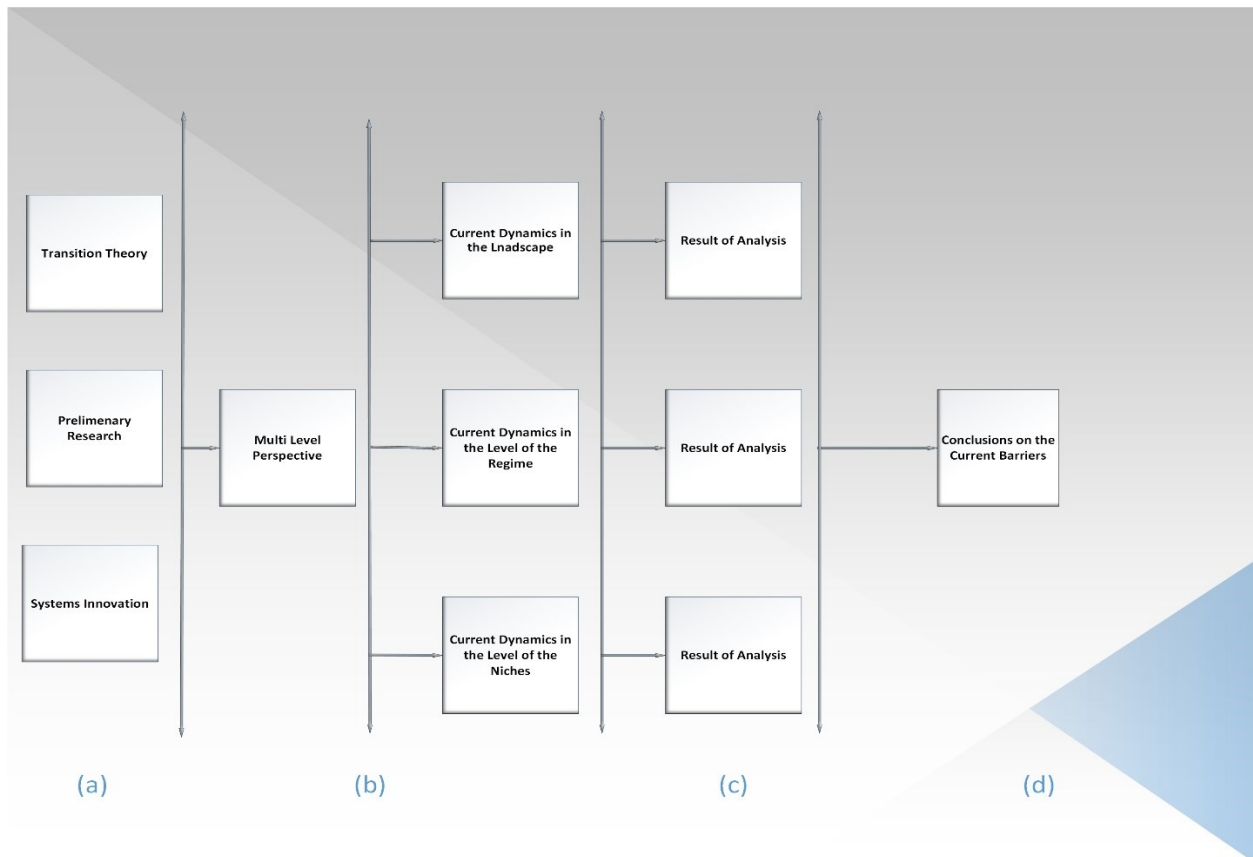 Transition Theory
Prelimenary
Research
Systems Innovation
Multi Level
Perspective
Current Dynamics in
the Lnadscape
Current Dynamics in
the Level of the
Regime
Current Dynamics in
the Level of the
Niches
Result of Analysis
Result of Analysis
Result of Analysis
Conclusions on the
Current Barriers
(a)
(b)
(c)
(d)